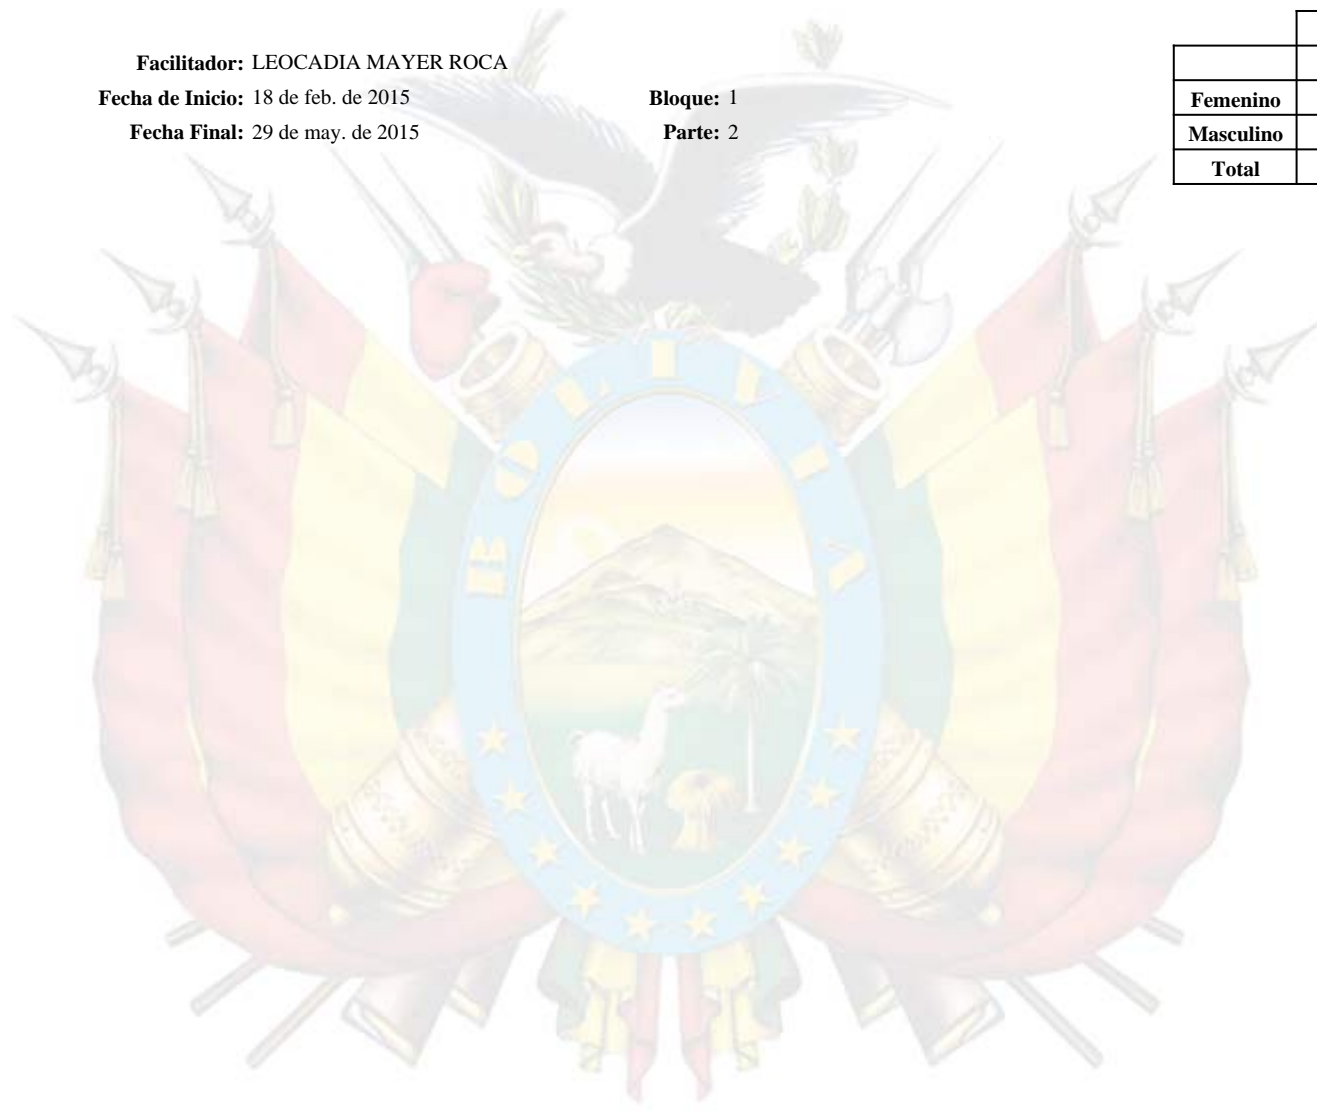 Facilitador: LEOCADIA MAYER ROCA
Fecha de Inicio: 18 de feb. de 2015 Bloque: 1
Fecha Final: 29 de may. de 2015 Parte: 2
Femenino
Masculino
Total
BOLIVIA